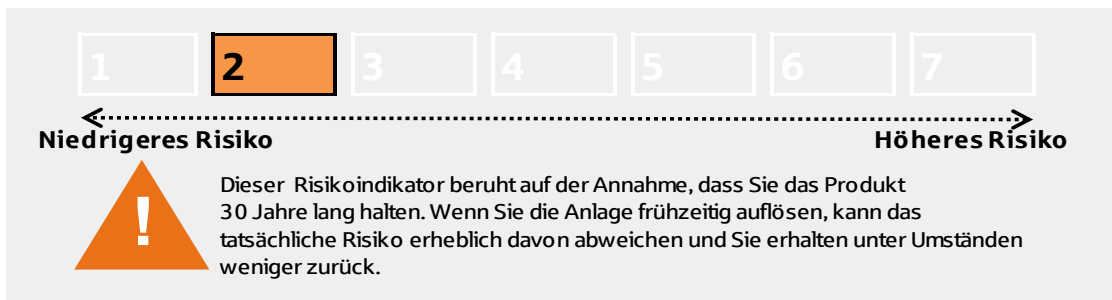 1 2 3 4 5 6 7
Niedrigeres Risiko Höheres Risiko
!
Dieser Risikoindikator beruht auf der Annahme, dass Sie das Produkt
30 Jahre lang halten. Wenn Sie die Anlage frühzeitig auflösen, kann das
tatsächliche Risiko erheblich davon abweichen und Sie erhalten unter Umständen
weniger zurück.